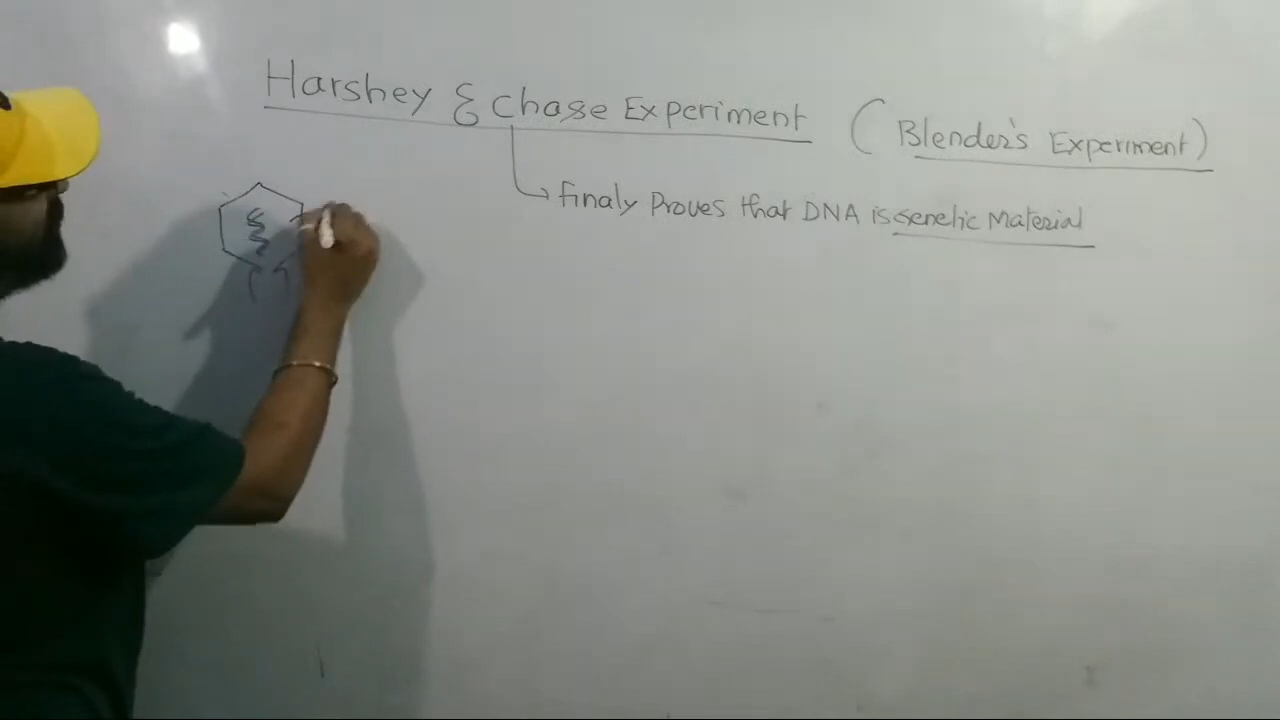 Harshey & Chase Experiment (Blender's Experiment)
finaly Proves that DNA is genetic Material